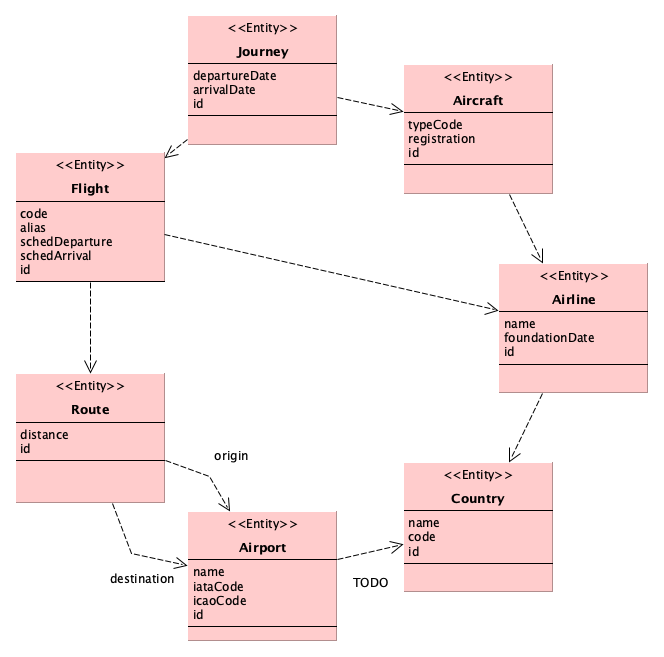 <<Entity>>
Journey
departureDate
arrivalDate
id
<<Entity>>
Aircraft
typeCode
registration
id
<<Entity>>
Flight
code
alias
schedDeparture
schedArrival
id
<<Entity>>
Airline
name
foundationDate
id
<<Entity>>
Route
distance
id
origin
<<Entity>>
Country
name
code
id
<<Entity>>
Airport
name
iataCode
icaoCode
id
destination
TODO